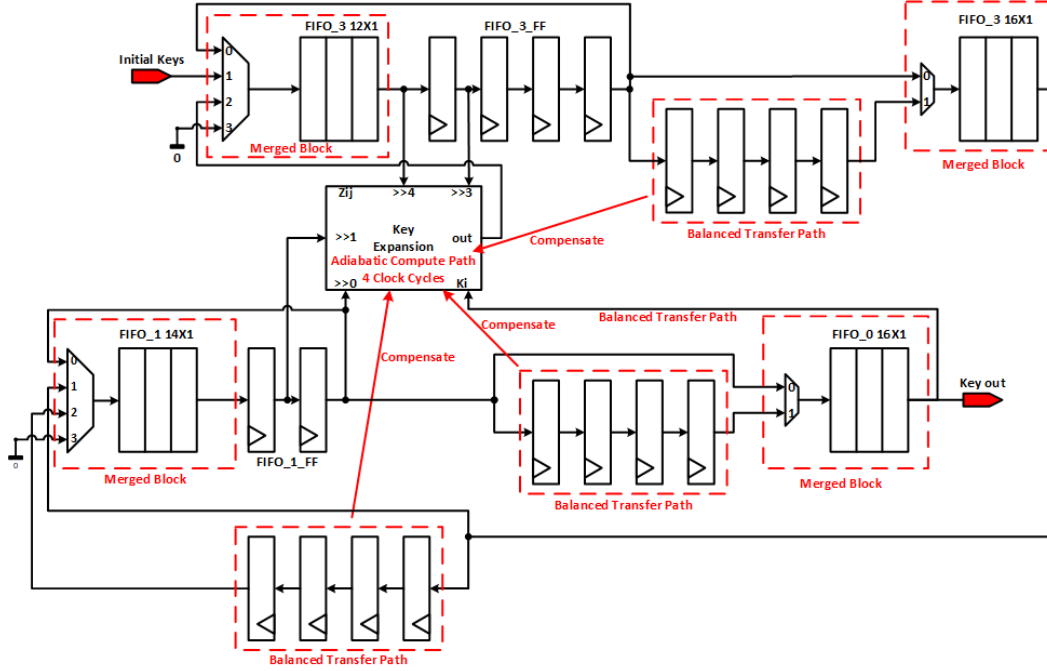 FIFO_3 12X1
FIFO_3_FF
FIFO_3 16X1
Initial Keys
0
1
2
3
0
0
1
Merged Block
Merged Block
Zij
>>4
>>3
>>1
Key
Expansion
out
Adiabatic Compute Path
4 Clock Cycles
>>0
Ki
Compensate
Balanced Transfer Path
Compensate
Balanced Transfer Path
Compensate
FIFO_1 14X1
FIFO_0 16X1
0
1
2
3
0
0
1
Key out
FIFO_1_FF
Merged Block
Merged Block
Balanced Transfer Path
Balanced Transfer Path